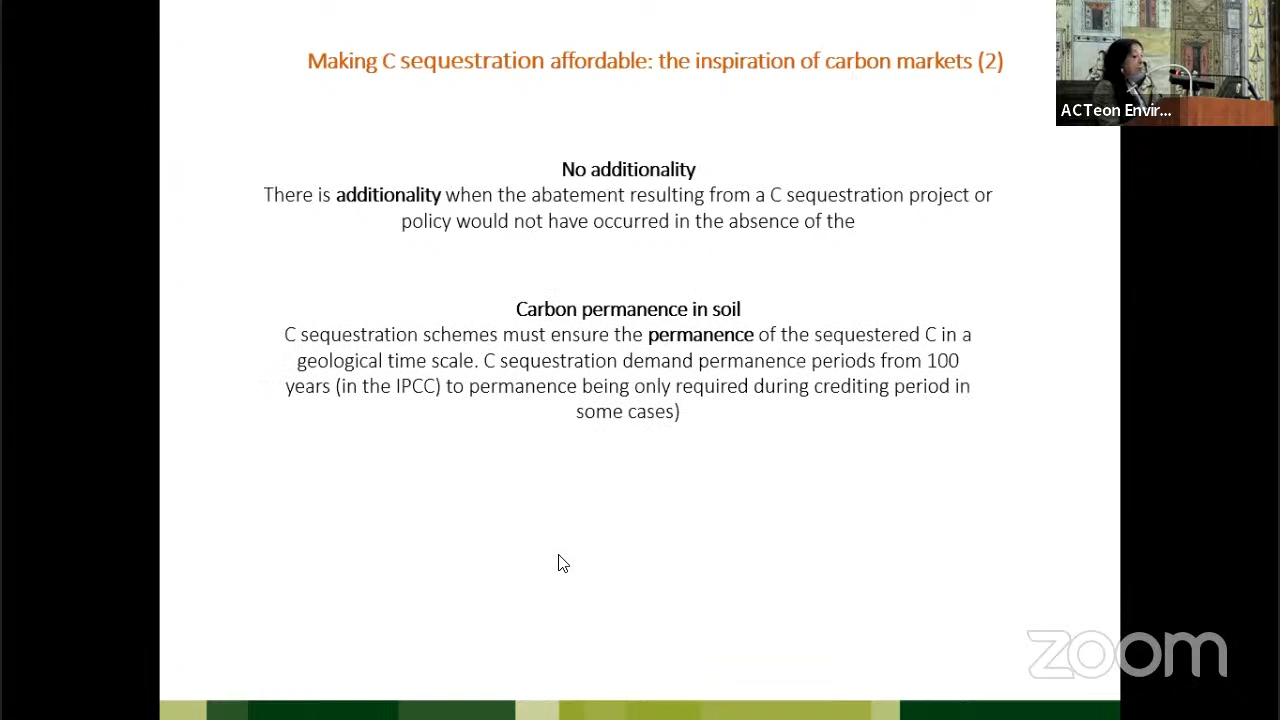 Making C sequestration affordable: the inspiration of carbon markets (2)
ACTeon Envir...
No additionality
There is additionality when the abatement resulting from a C sequestration project or
policy would not have occurred in the absence of the
Carbon permanence in soil
C sequestration schemes must ensure the permanence of the sequestered C in a
geological time scale. C sequestration demand permanence periods from 100
years (in the IPCC) to permanence being only required during crediting period in
some cases)
zoom